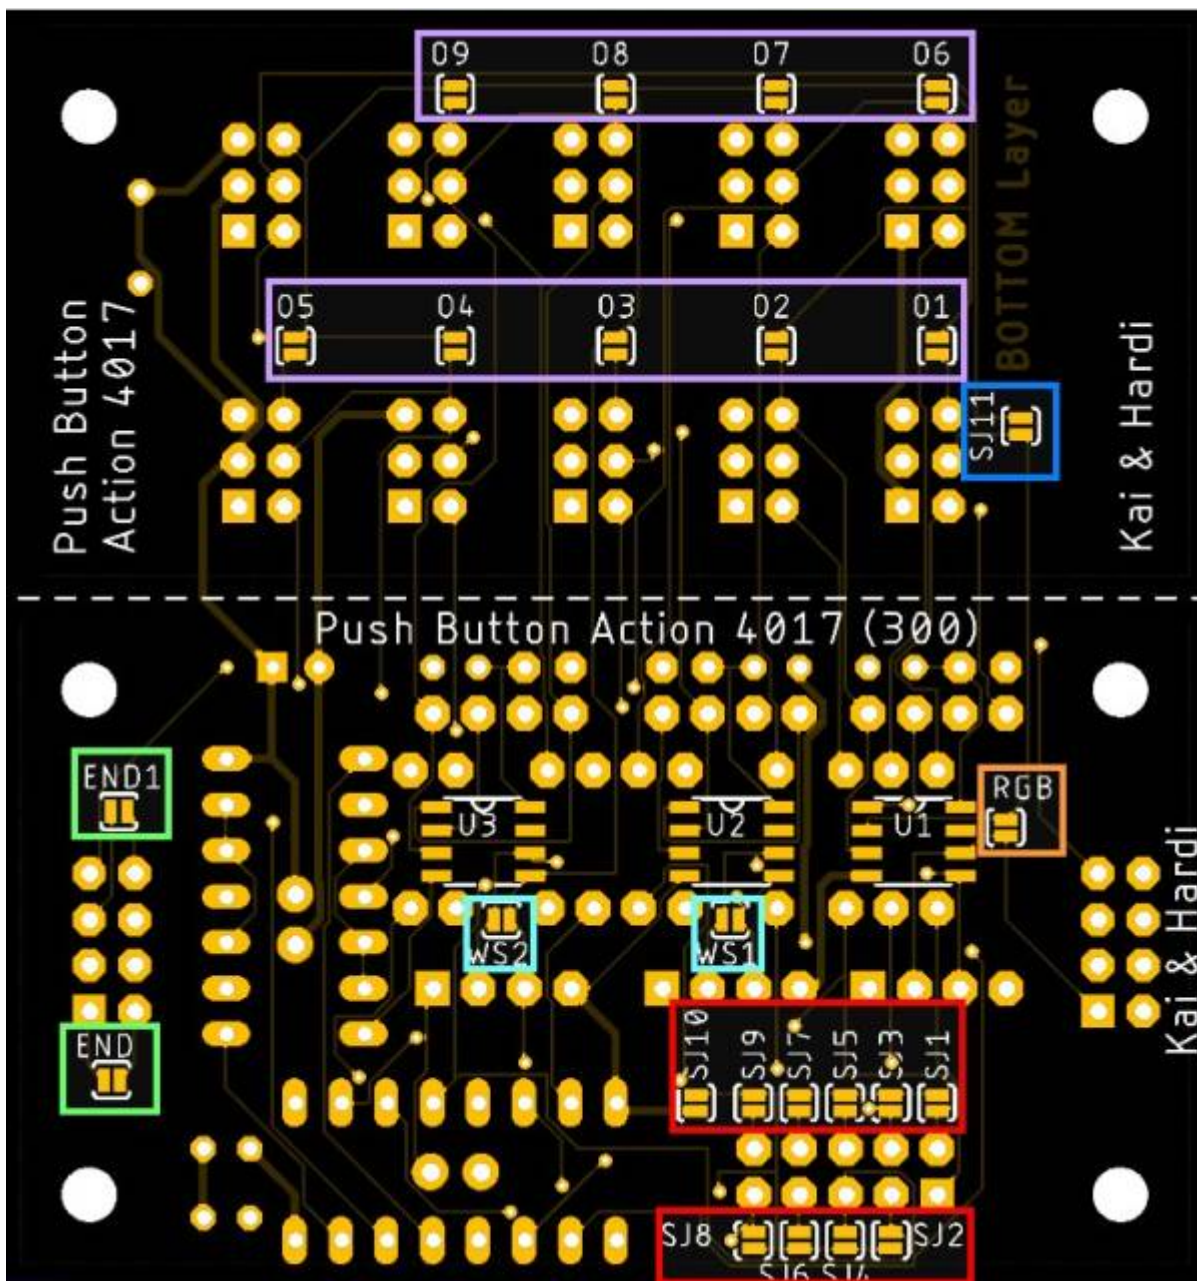 09 08 07 06
BOTTOM Layer
05 04 03 02 01
Push Button
Action 4017
SJ11
Kai & Hardi
Push Button Action 4017 (300)
END1
U3 U2 U1
RGB
WS2 WS1
Kai & Hardi
END
SJ10 SJ9 SJ7 SJ5 SJ3 SJ1
SJ8 SJ2
SJ6 SJ4